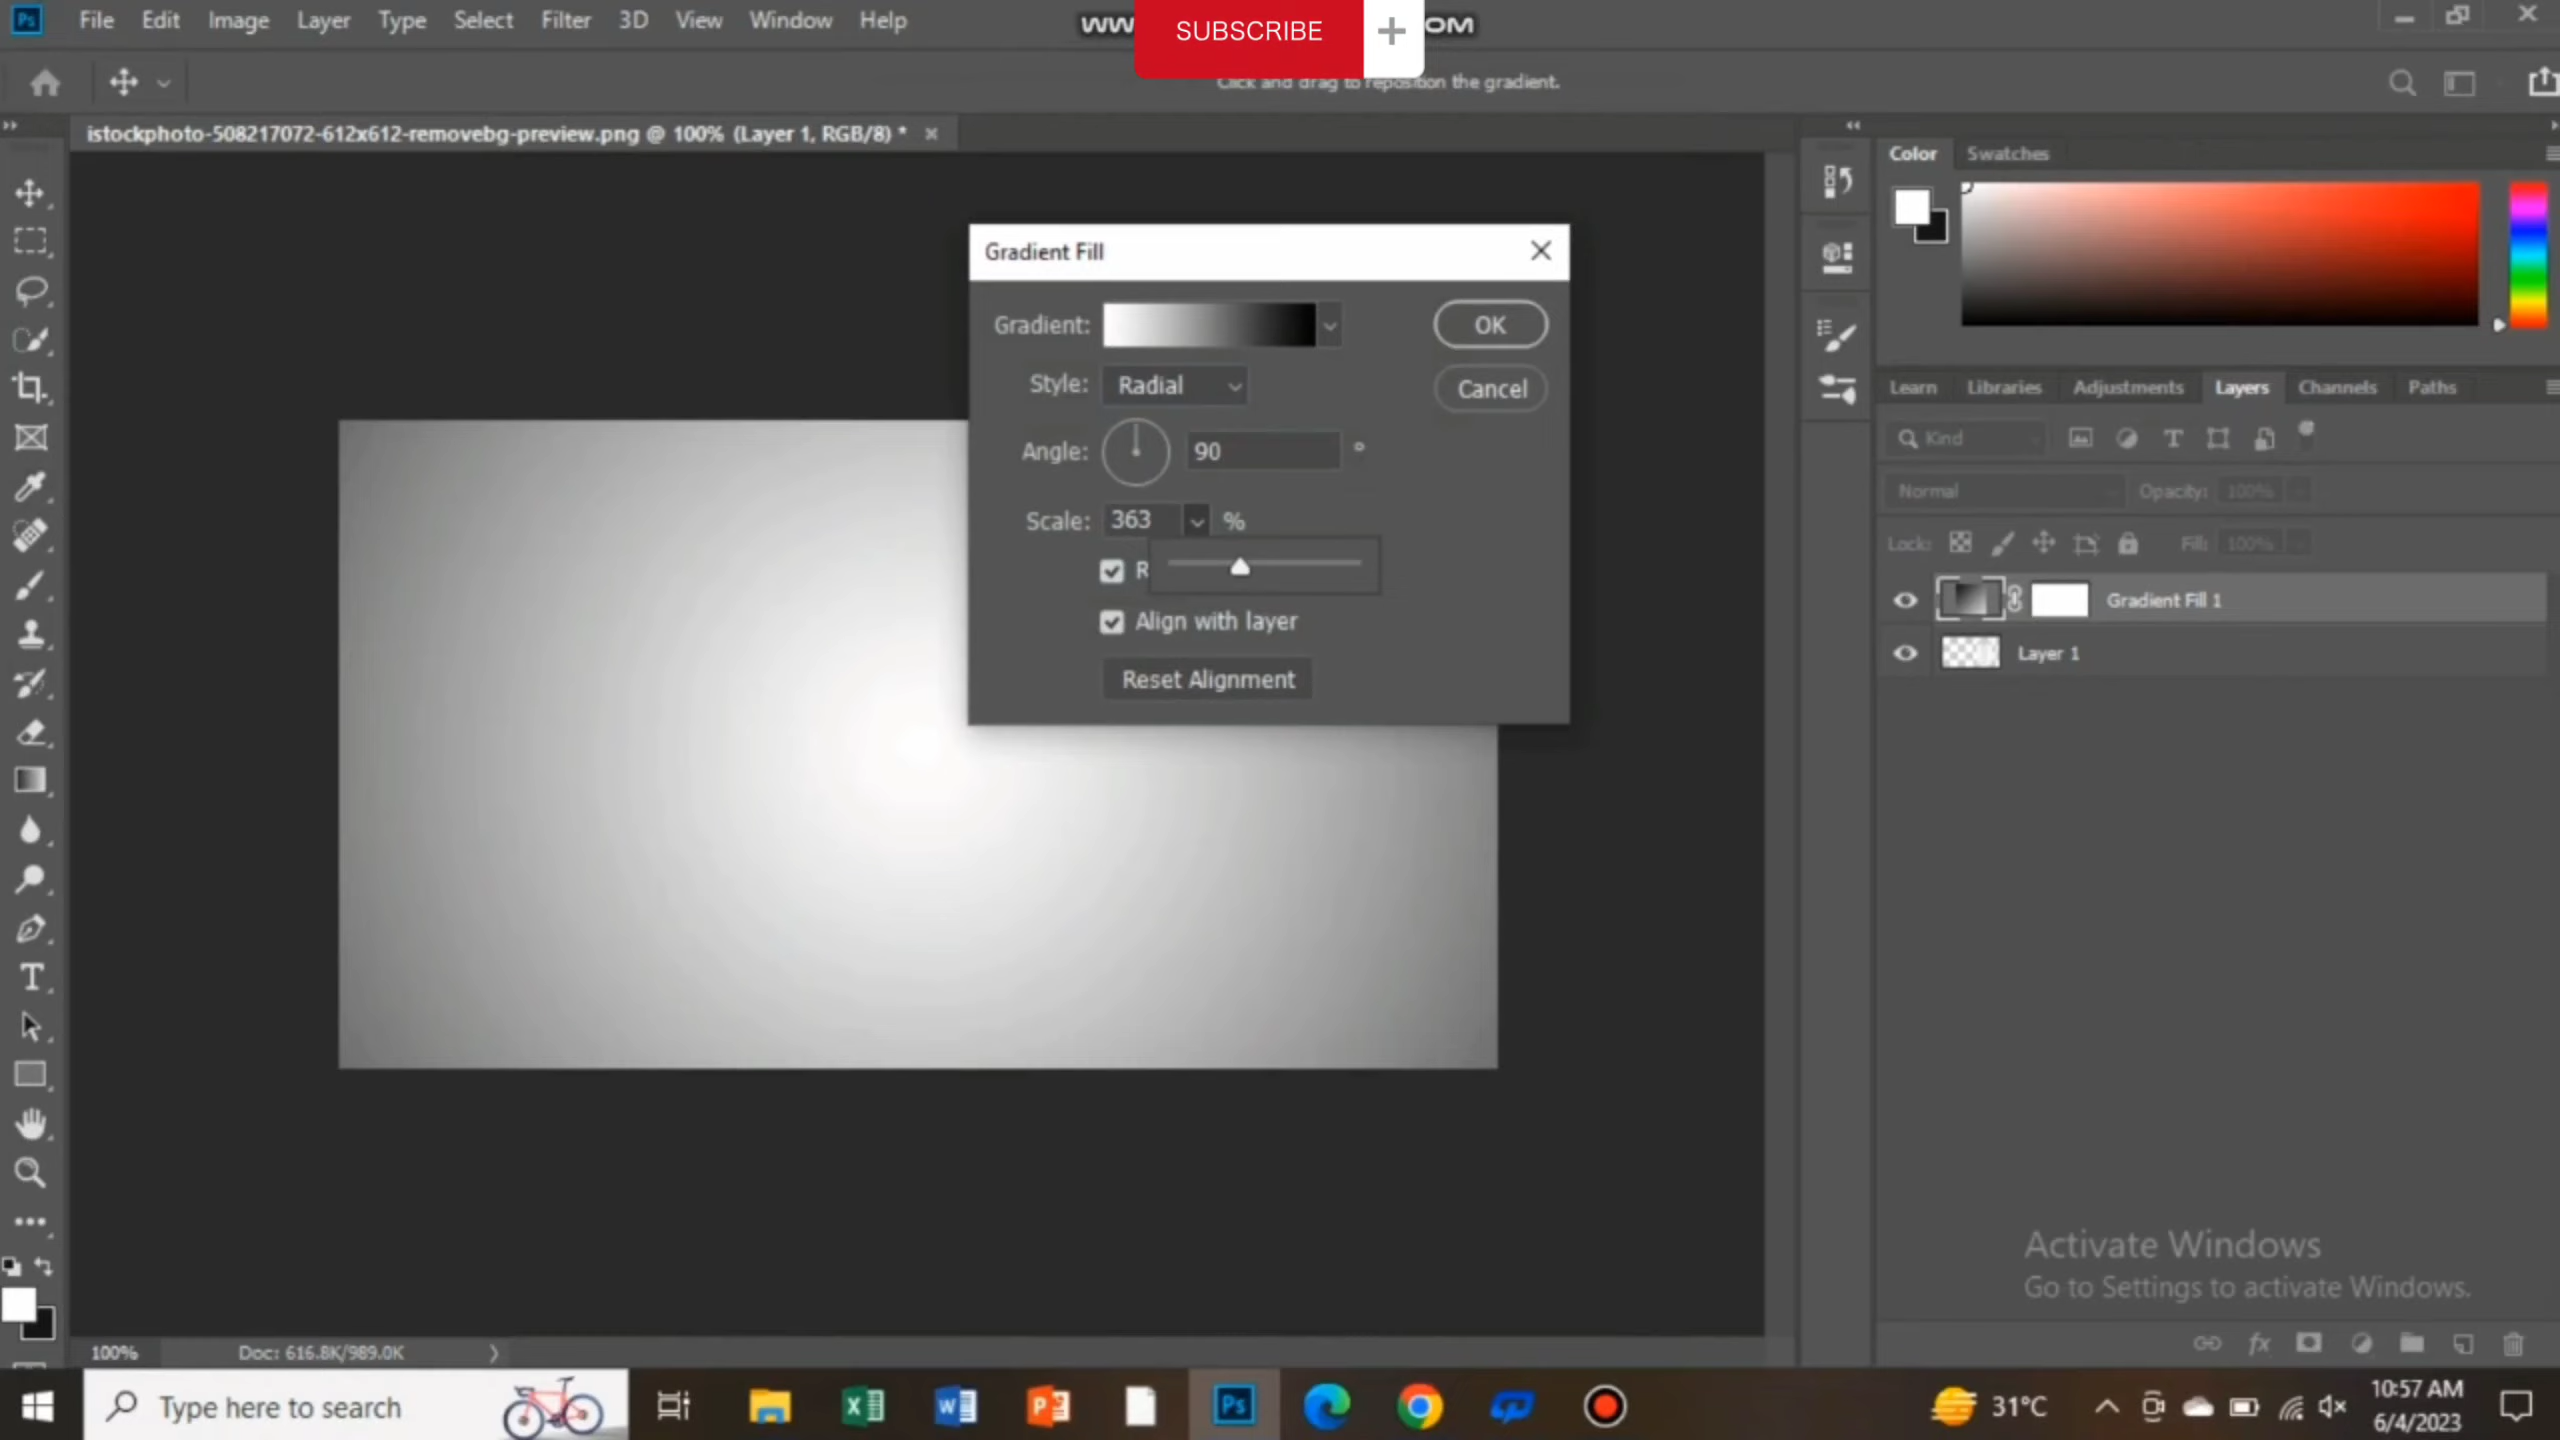 Ps File Edit Image Layer Type Select Filter 3D View Window Help
SUBSCRIBE +
OM
Click and drag to reposition the gradient.
istockphoto-508217072-612x612-removebg-preview.png @ 100% (Layer 1, RGB/8) * ×
Color Swatches
Gradient Fill
Gradient:
OK
Style: Radial
Cancel
Angle: 90 °
Scale: 363 %
R
Align with layer
Reset Alignment
Learn Libraries Adjustments Layers Channels Paths
Kind
Normal Opacity: 100%
Lock: Fill: 100%
Gradient Fill 1
Layer 1
Activate Windows
Go to Settings to activate Windows.
fx
100% Doc: 616.8K/989.0K
Type here to search
Ps
31°C
10:57 AM
6/4/2023